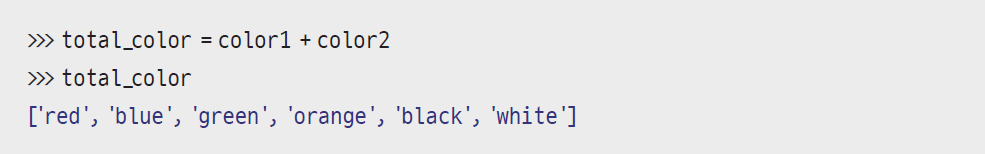 >>> total_color = color1 + color2
>>> total_color
['red', 'blue', 'green', 'orange', 'black', 'white']